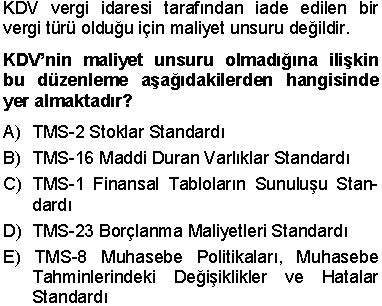 KDV vergi idaresi tarafından iade edilen bir
vergi türü olduğu için maliyet unsuru değildir.
KDV'nin maliyet unsuru olmadığına ilişkin
bu düzenleme aşağıdakilerden hangisinde
yer almaktadır?
A) TMS-2 Stoklar Standardı
B) TMS-16 Maddi Duran Varlıklar Standardı
C) TMS-1 Finansal Tabloların Sunuluşu Stan-
dardı
D) TMS-23 Borçlanma Maliyetleri Standardı
E) TMS-8 Muhasebe Politikaları, Muhasebe
Tahminlerindeki Değişiklikler ve Hatalar
Standardı